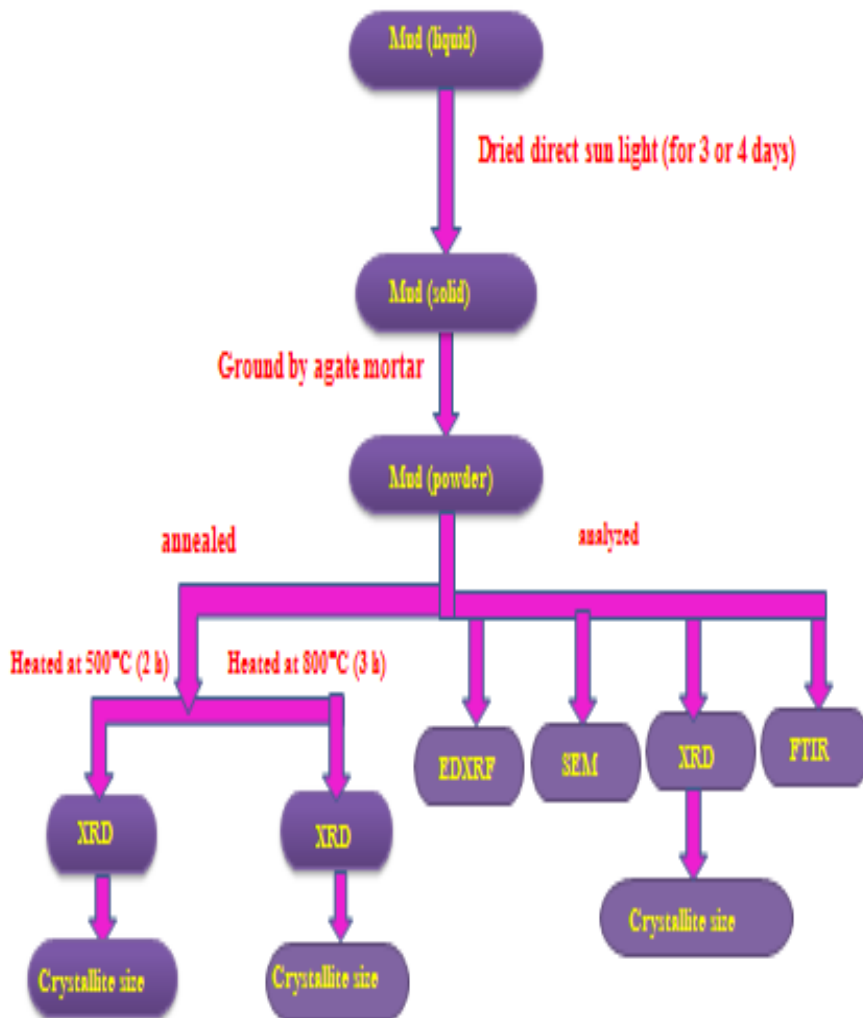 Mud (liquid)
Dried direct sun light (for 3 or 4 days)
Mud (solid)
Ground by agate mortar
Mud (powder)
annealed
analyzed
Heated at 500°C (2 h)
Heated at 800°C (3 h)
EDXRF
SEM
XRD
FTIR
XRD
XRD
Crystallite size
Crystallite size
Crystallite size